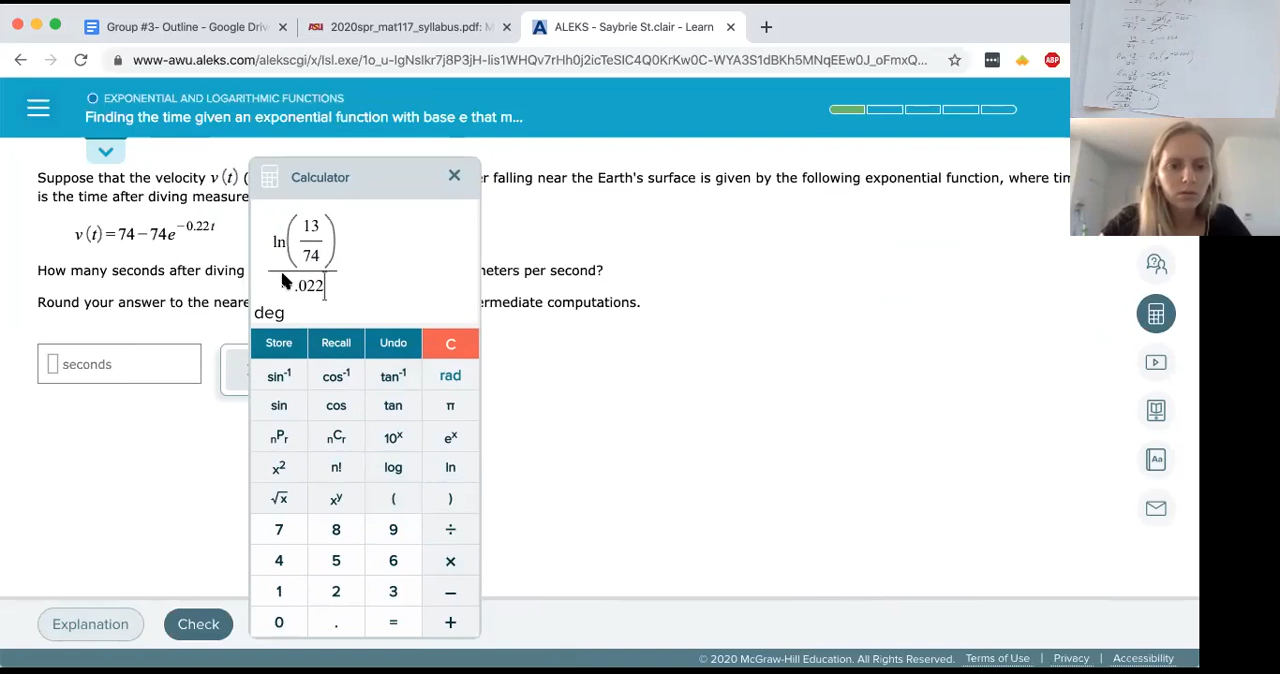 Group #3- Outline - Google Driv
2020spr_mat117_syllabus.pdf: M
ALEKS - Saybrie St.clair - Learn
www-awu.aleks.com/alekscgi/x/Isl.exe/1o_u-IgNsIkr7j8P3jH-lis1WHQv7rHh0j2icTeSIC4Q0KrKw0C-WYA3S1dBKh5MNqEEw0J_oFmxQ...
ABP
EXPONENTIAL AND LOGARITHMIC FUNCTIONS
Finding the time given an exponential function with base e that m...
Suppose that the velocity v (t) (
r falling near the Earth's surface is given by the following exponential function, where tim
is the time after diving measure
v (t) = 74 − 74e^−0.22t
How many seconds after diving
meters per second?
Round your answer to the neare
ermediate computations.
seconds
Calculator
ln(13/74)
.022
deg
Store Recall Undo C
sin-1 cos-1 tan-1 rad
sin cos tan π
nPr nCr 10x ex
x2 n! log ln
√x xy ( )
7 8 9 ÷
4 5 6 ×
1 2 3 −
0 . = +
Aa
Explanation Check
© 2020 McGraw-Hill Education. All Rights Reserved. Terms of Use | Privacy | Accessibility